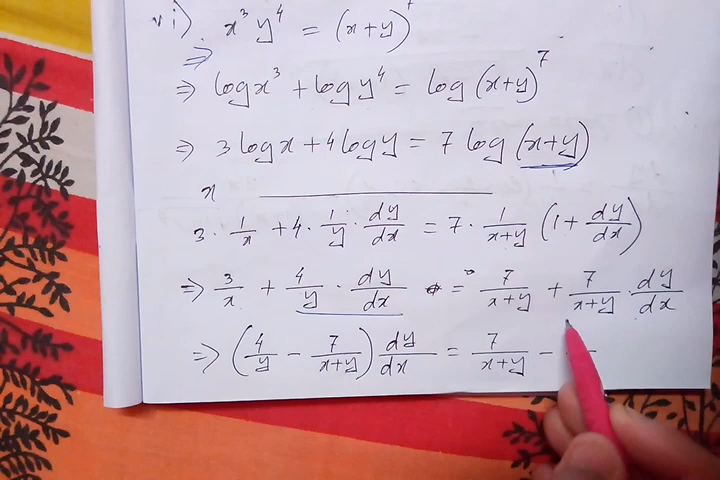 vi) x³ y⁴ = (x+y)⁷
⇒
⇒ log x³ + log y⁴ = log (x+y)⁷
⇒ 3 log x + 4 log y = 7 log (x+y)
x
3 · 1/x + 4 · 1/y · dy/dx = 7 · 1/(x+y) (1 + dy/dx)
⇒ 3/x + 4/y · dy/dx = 7/(x+y) + 7/(x+y) · dy/dx
⇒ (4/y − 7/(x+y)) dy/dx = 7/(x+y) −